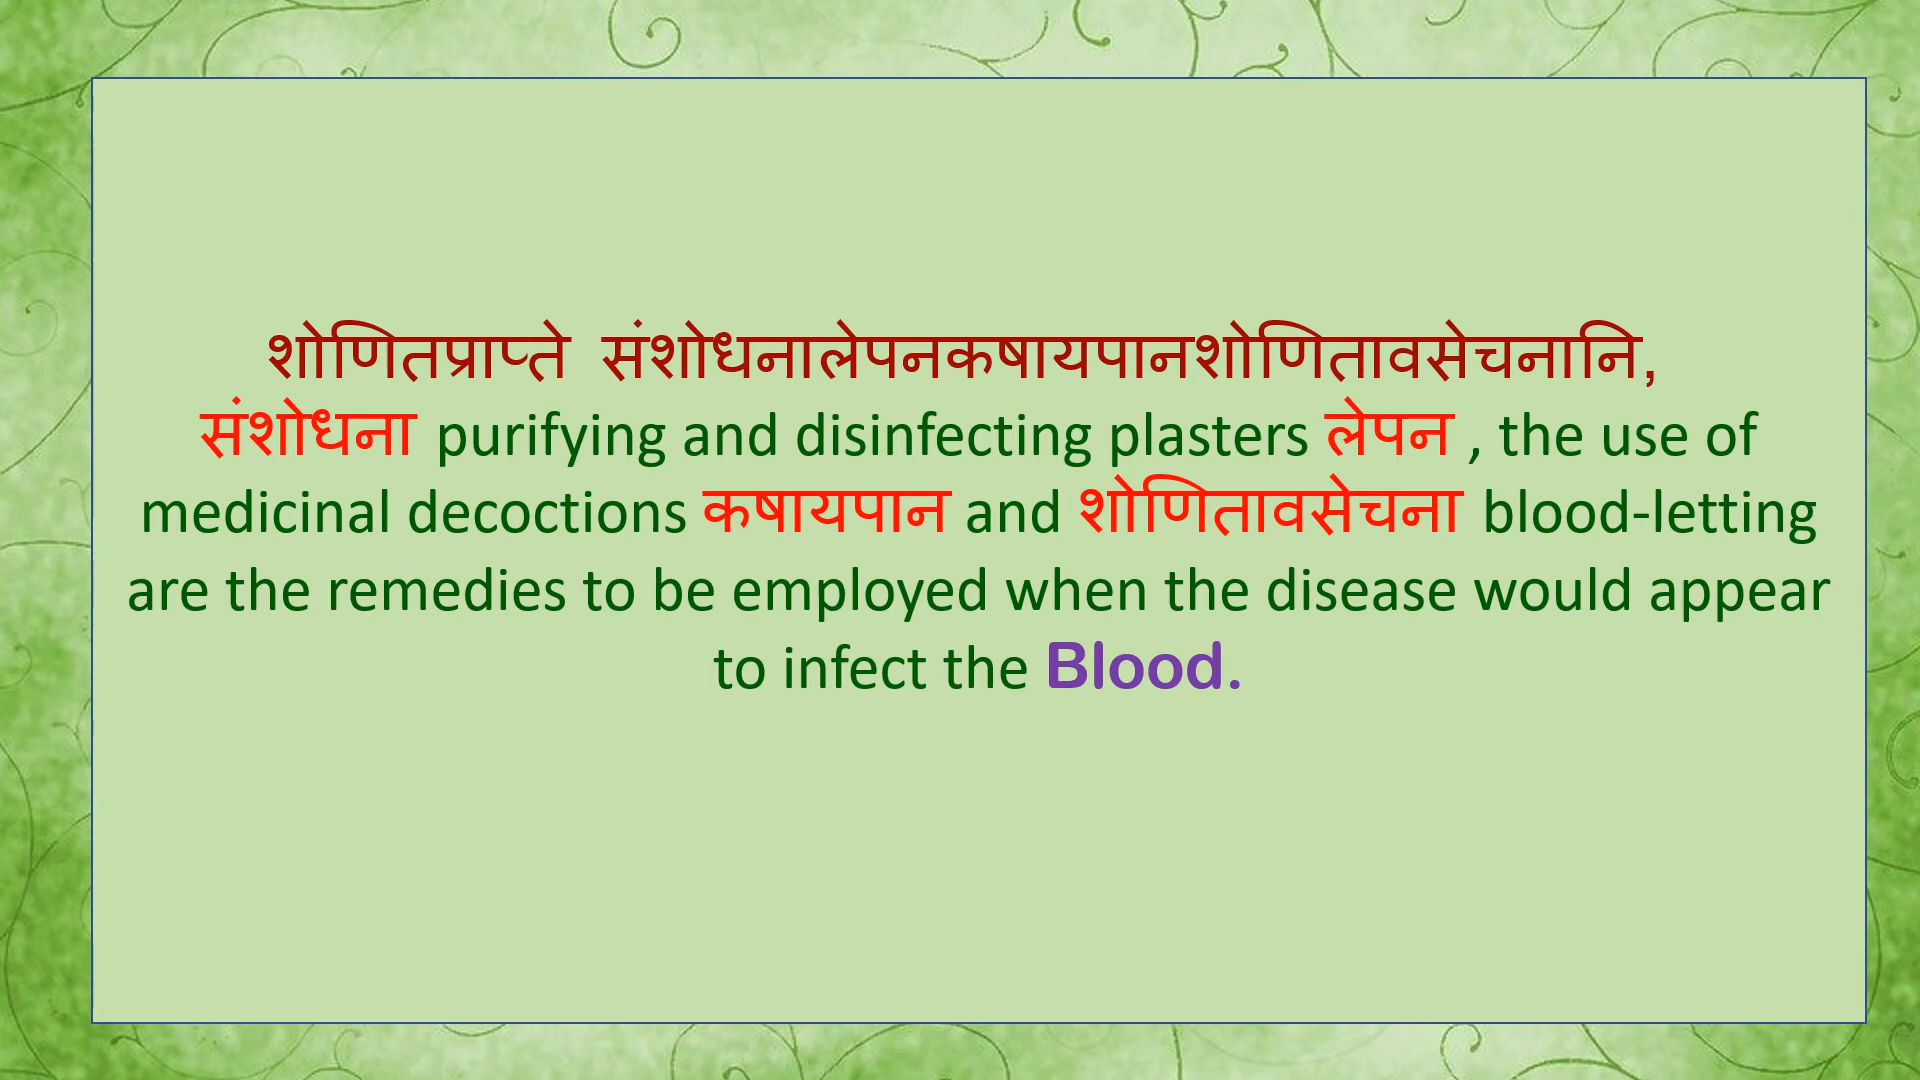 शोणितप्राप्ते संशोधनालेपनकषायपानशोणितावसेचनानि,
संशोधना purifying and disinfecting plasters लेपन , the use of
medicinal decoctions कषायपान and शोणितावसेचना blood-letting
are the remedies to be employed when the disease would appear
to infect the Blood.